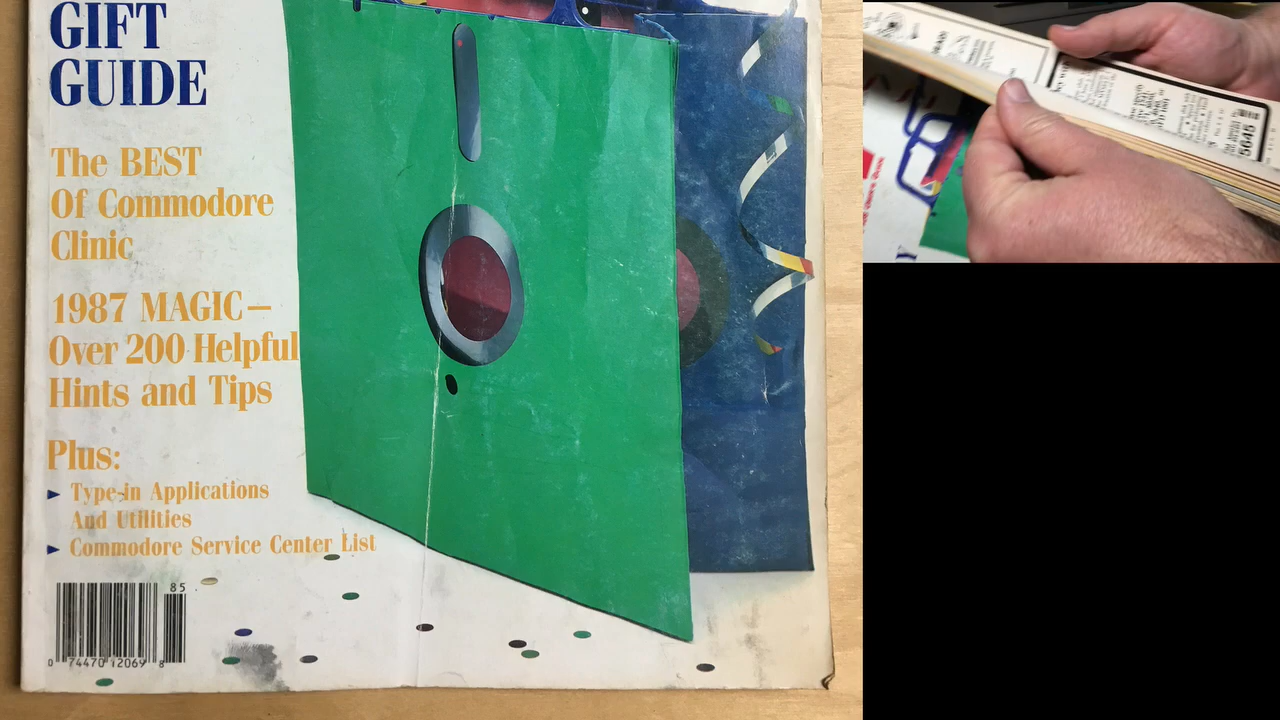 GIFT
GUIDE
The BEST
Of Commodore
Clinic
1987 MAGIC—
Over 200 Helpful
Hints and Tips
Plus:
► Type-in Applications
And Utilities
► Commodore Service Center List
85
0 74470 12069 8
5645